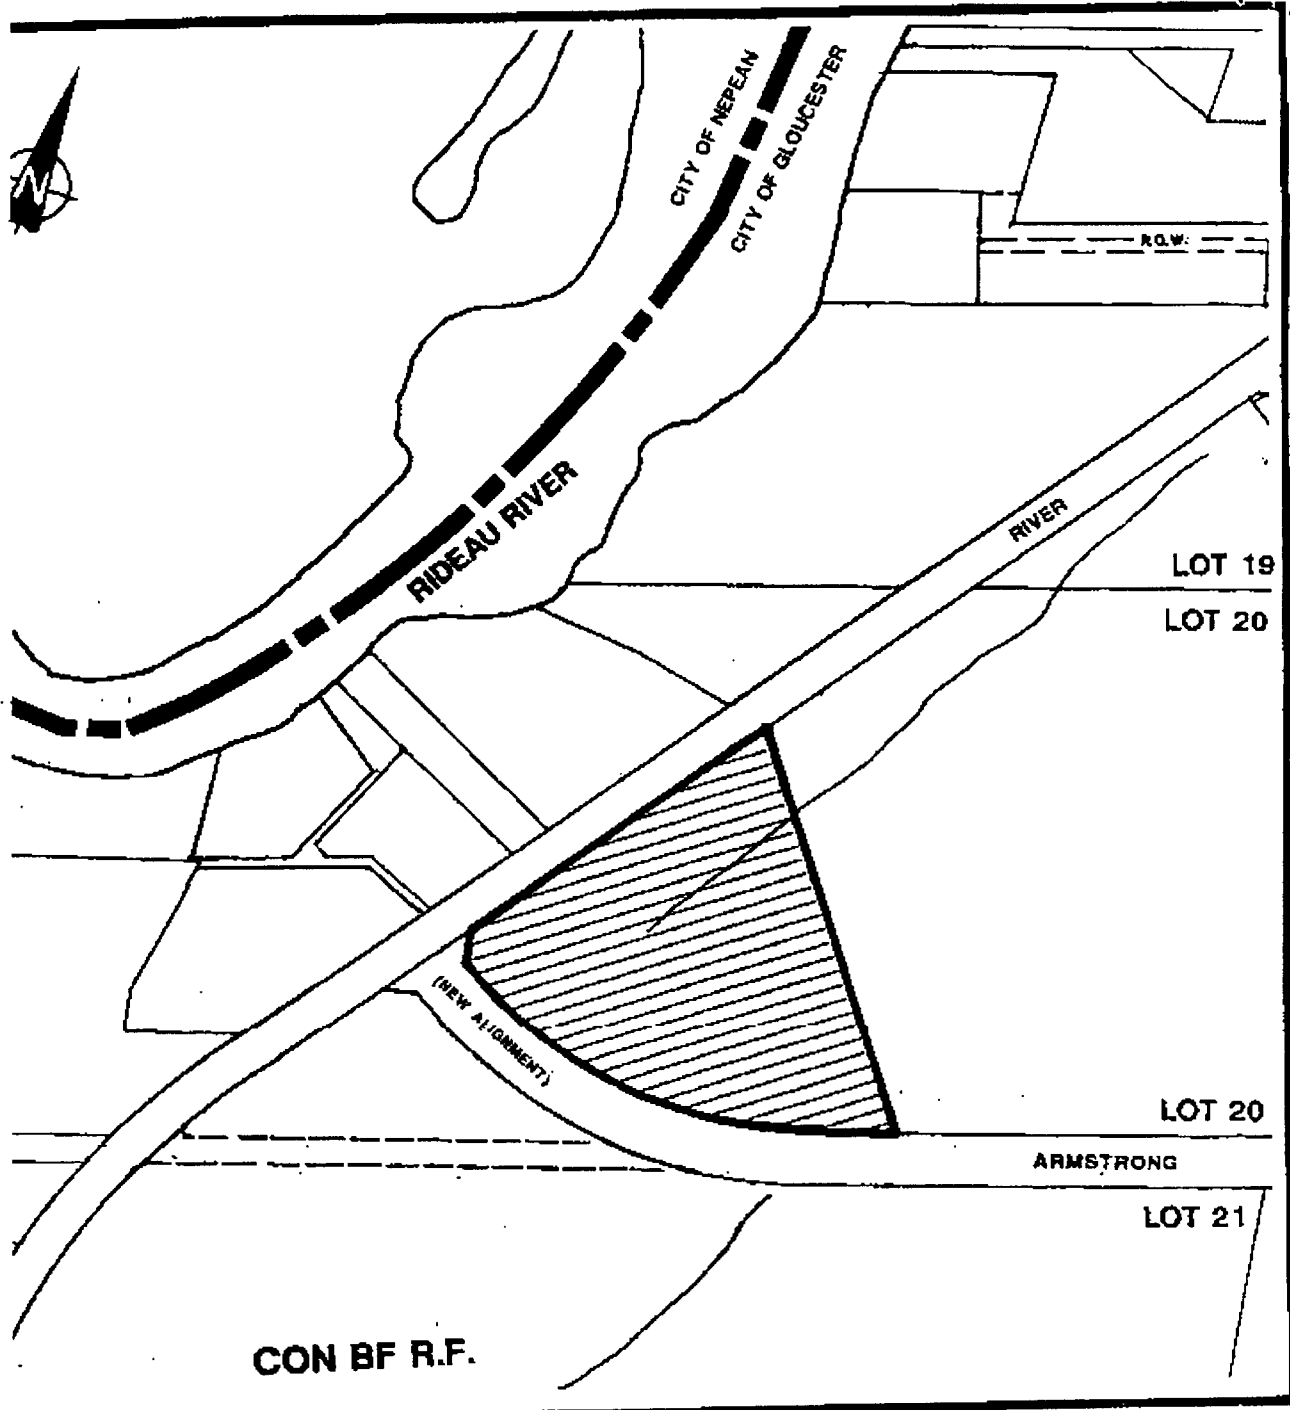 CITY OF NEPEAN
CITY OF GLOUCESTER
N
R.O.W.
RIDEAU RIVER
RIVER
LOT 19
LOT 20
(NEW ALIGNMENT)
LOT 20
ARMSTRONG
LOT 21
CON BF R.F.